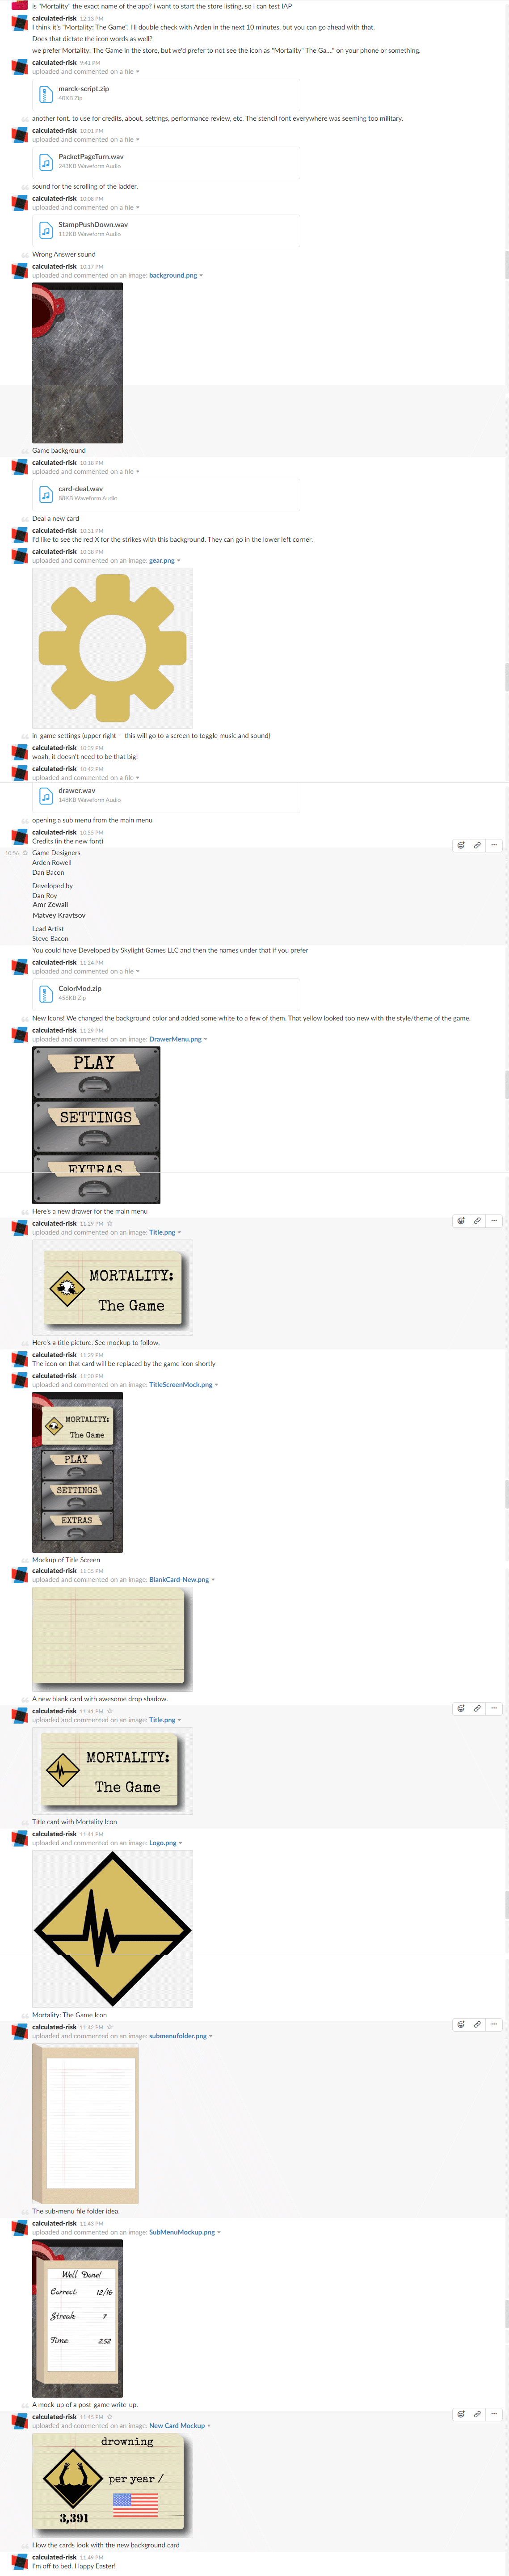 is "Mortality" the exact name of the app? i want to start the store listing, so i can test IAP
calculated-risk 12:13 PM
I think it's "Mortality: The Game". I'll double check with Arden in the next 10 minutes, but you can go ahead with that.
Does that dictate the icon words as well?
we prefer Mortality: The Game in the store, but we'd prefer to not see the icon as "Mortality" The Ga...." on your phone or something.
calculated-risk 9:41 PM
uploaded and commented on a file
marck-script.zip
40KB Zip
another font. to use for credits, about, settings, performance review, etc. The stencil font everywhere was seeming too military.
calculated-risk 10:01 PM
uploaded and commented on a file
PacketPageTurn.wav
243KB Waveform Audio
sound for the scrolling of the ladder.
calculated-risk 10:08 PM
uploaded and commented on a file
StampPushDown.wav
112KB Waveform Audio
Wrong Answer sound
calculated-risk 10:17 PM
uploaded and commented on an image: background.png
Game background
calculated-risk 10:18 PM
uploaded and commented on a file
card-deal.wav
88KB Waveform Audio
Deal a new card
calculated-risk 10:31 PM
I'd like to see the red X for the strikes with this background. They can go in the lower left corner.
calculated-risk 10:38 PM
uploaded and commented on an image: gear.png
in-game settings (upper right -- this will go to a screen to toggle music and sound)
calculated-risk 10:39 PM
woah, it doesn't need to be that big!
calculated-risk 10:42 PM
uploaded and commented on a file
drawer.wav
148KB Waveform Audio
opening a sub menu from the main menu
calculated-risk 10:55 PM
Credits (in the new font)
10:56 Game Designers
Arden Rowell
Dan Bacon
Developed by
Dan Roy
Amr Zewail
Matvey Kravtsov
Lead Artist
Steve Bacon
You could have Developed by Skylight Games LLC and then the names under that if you prefer
calculated-risk 11:24 PM
uploaded and commented on a file
ColorMod.zip
456KB Zip
New Icons! We changed the background color and added some white to a few of them. That yellow looked too new with the style/theme of the game.
calculated-risk 11:29 PM
uploaded and commented on an image: DrawerMenu.png
PLAY
SETTINGS
EXTRAS
Here's a new drawer for the main menu
calculated-risk 11:29 PM
uploaded and commented on an image: Title.png
MORTALITY:
The Game
Here's a title picture. See mockup to follow.
calculated-risk 11:29 PM
The icon on that card will be replaced by the game icon shortly
calculated-risk 11:30 PM
uploaded and commented on an image: TitleScreenMock.png
MORTALITY:
The Game
PLAY
SETTINGS
EXTRAS
Mockup of Title Screen
calculated-risk 11:35 PM
uploaded and commented on an image: BlankCard-New.png
A new blank card with awesome drop shadow.
calculated-risk 11:41 PM
uploaded and commented on an image: Title.png
MORTALITY:
The Game
Title card with Mortality Icon
calculated-risk 11:41 PM
uploaded and commented on an image: Logo.png
Mortality: The Game Icon
calculated-risk 11:42 PM
uploaded and commented on an image: submenufolder.png
The sub-menu file folder idea.
calculated-risk 11:43 PM
uploaded and commented on an image: SubMenuMockup.png
Well Done!
Correct: 12/16
Streak: 7
Time: 2:52
A mock-up of a post-game write-up.
calculated-risk 11:45 PM
uploaded and commented on an image: New Card Mockup
drowning
per year /
3,391
How the cards look with the new background card
calculated-risk 11:49 PM
I'm off to bed. Happy Easter!